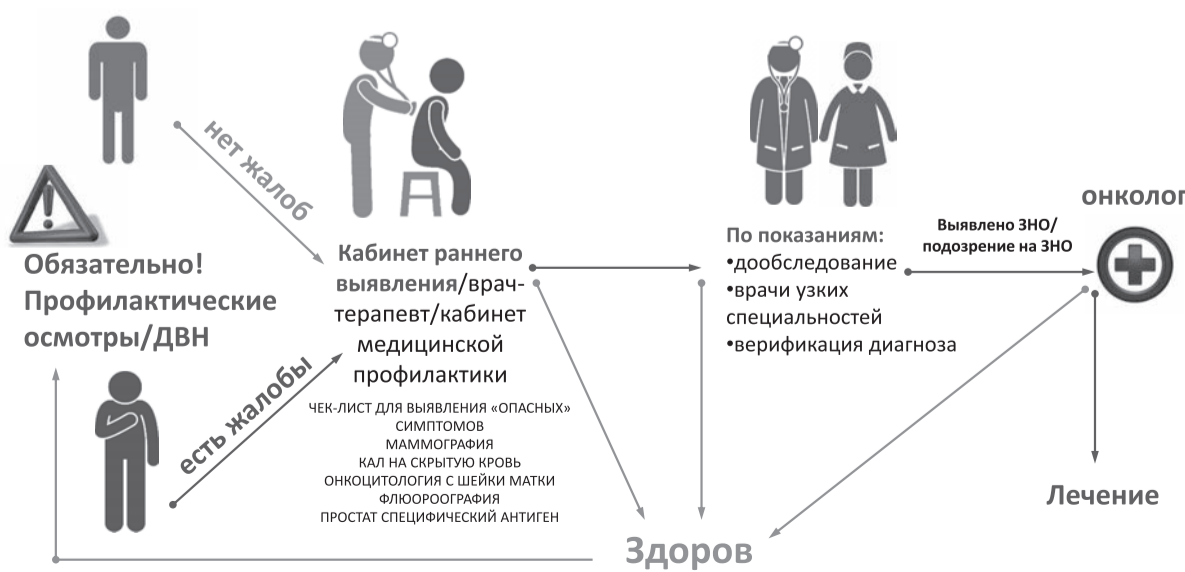 нет жалоб
Обязательно!
Профилактические
осмотры/ДВН
есть жалобы
Кабинет раннего
выявления/врач-
терапевт/кабинет
медицинской
профилактики
ЧЕК-ЛИСТ ДЛЯ ВЫЯВЛЕНИЯ «ОПАСНЫХ»
СИМПТОМОВ
МАММОГРАФИЯ
КАЛ НА СКРЫТУЮ КРОВЬ
ОНКОЦИТОЛОГИЯ С ШЕЙКИ МАТКИ
ФЛЮОРООГРАФИЯ
ПРОСТАТ СПЕЦИФИЧЕСКИЙ АНТИГЕН
По показаниям:
•дообследование
•врачи узких
специальностей
•верификация диагноза
Выявлено ЗНО/
подозрение на ЗНО
онколог
Лечение
Здоров